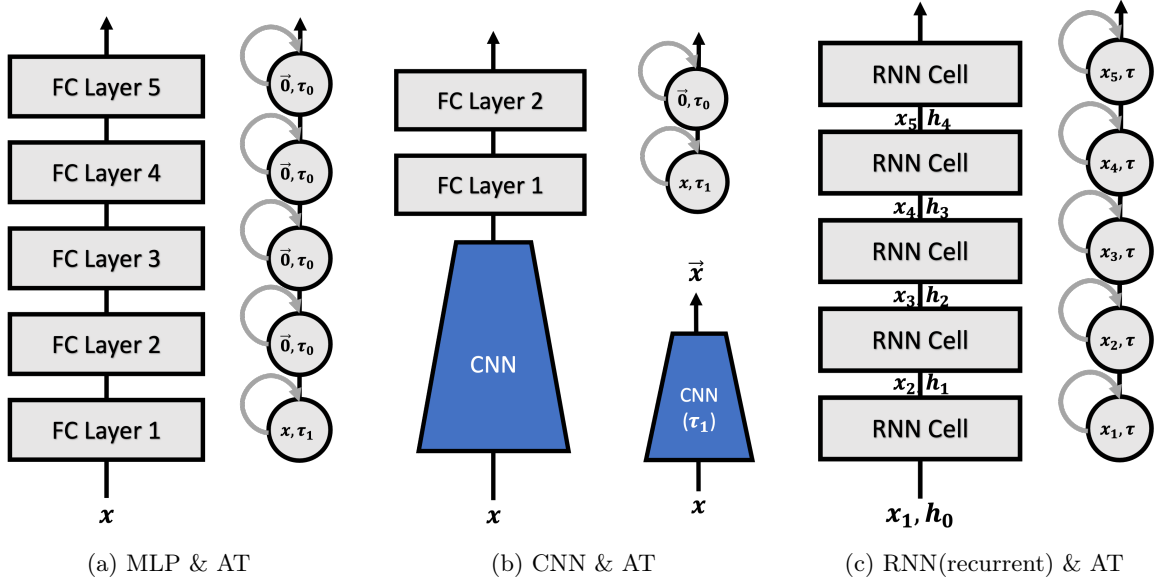 FC Layer 5
FC Layer 4
FC Layer 3
FC Layer 2
FC Layer 1
x
0⃗, τ₀
0⃗, τ₀
0⃗, τ₀
0⃗, τ₀
x, τ₁
(a) MLP & AT
FC Layer 2
FC Layer 1
CNN
x
0⃗, τ₀
x, τ₁
x⃗
CNN
(τ₁)
x
(b) CNN & AT
RNN Cell
x₅, h₄
RNN Cell
x₄, h₃
RNN Cell
x₃, h₂
RNN Cell
x₂, h₁
RNN Cell
x₁, h₀
x₅, τ
x₄, τ
x₃, τ
x₂, τ
x₁, τ
(c) RNN(recurrent) & AT